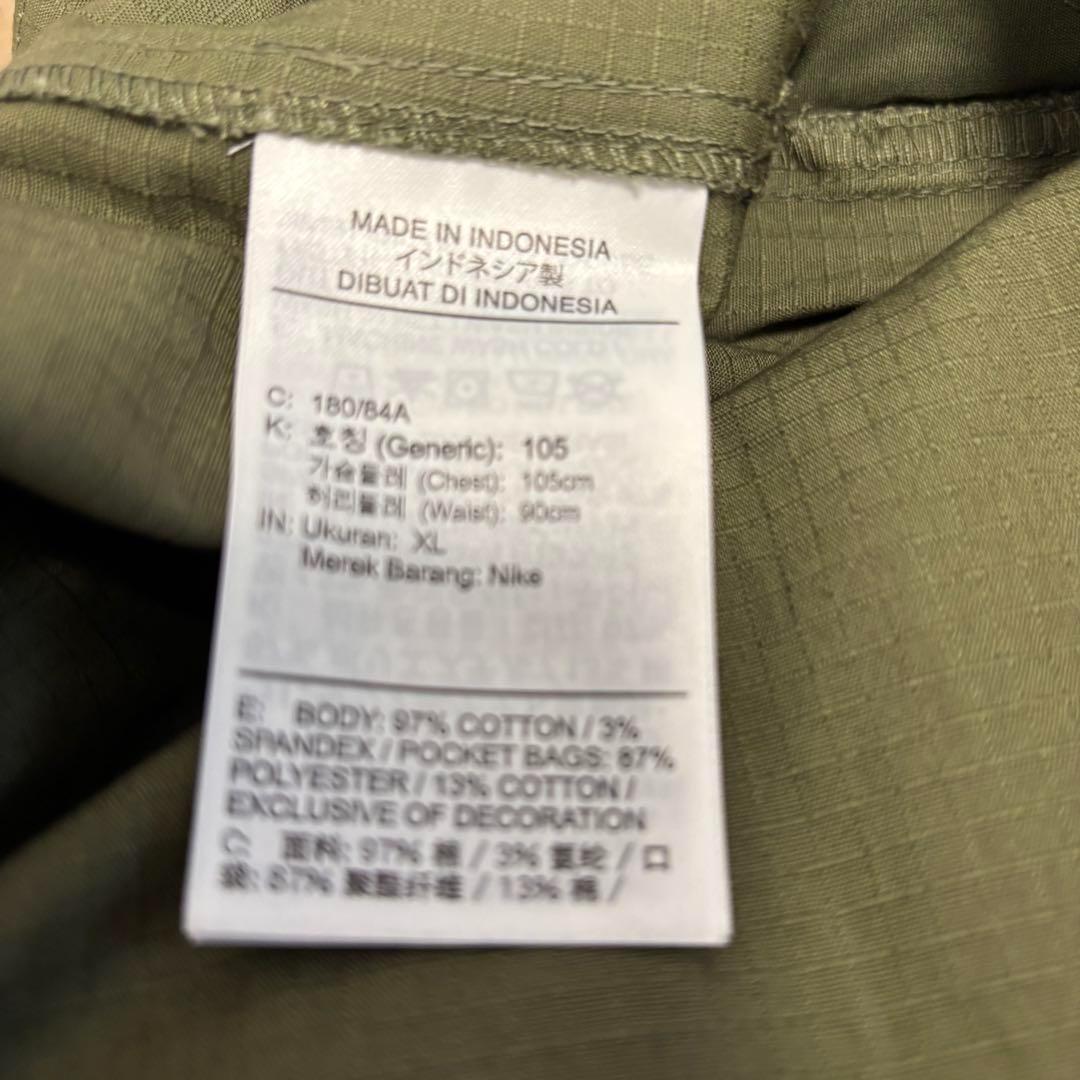 MADE IN INDONESIA
インドネシア製
DIBUAT DI INDONESIA
C: 180/84A
K: 호칭 (Generic): 105
가슴둘레 (Chest): 105cm
허리둘레 (Waist): 90cm
IN: Ukuran: XL
Merek Barang: Nike
E: BODY: 97% COTTON / 3%
SPANDEX / POCKET BAGS: 87%
POLYESTER / 13% COTTON /
EXCLUSIVE OF DECORATION
C: 面料: 97% 棉 / 3% 氨纶 / 口
袋: 87% 聚酯纤维 / 13% 棉 /